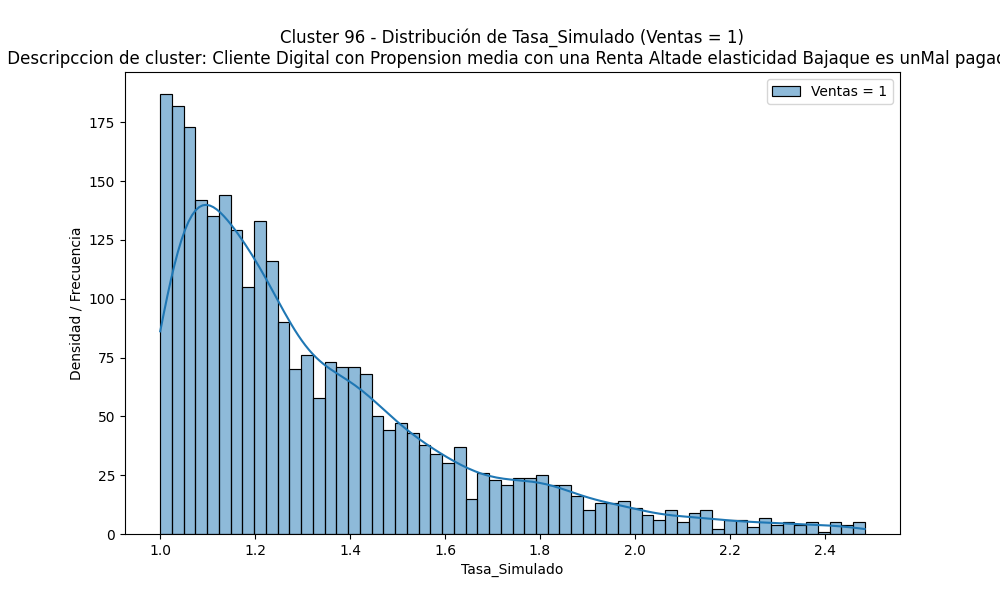 Cluster 96 - Distribución de Tasa_Simulado (Ventas = 1)
Descripccion de cluster: Cliente Digital con Propension media con una Renta Altade elasticidad Bajaque es unMal pagad
Ventas = 1
175
150
125
100
75
50
25
0
Densidad / Frecuencia
1.0 1.2 1.4 1.6 1.8 2.0 2.2 2.4
Tasa_Simulado